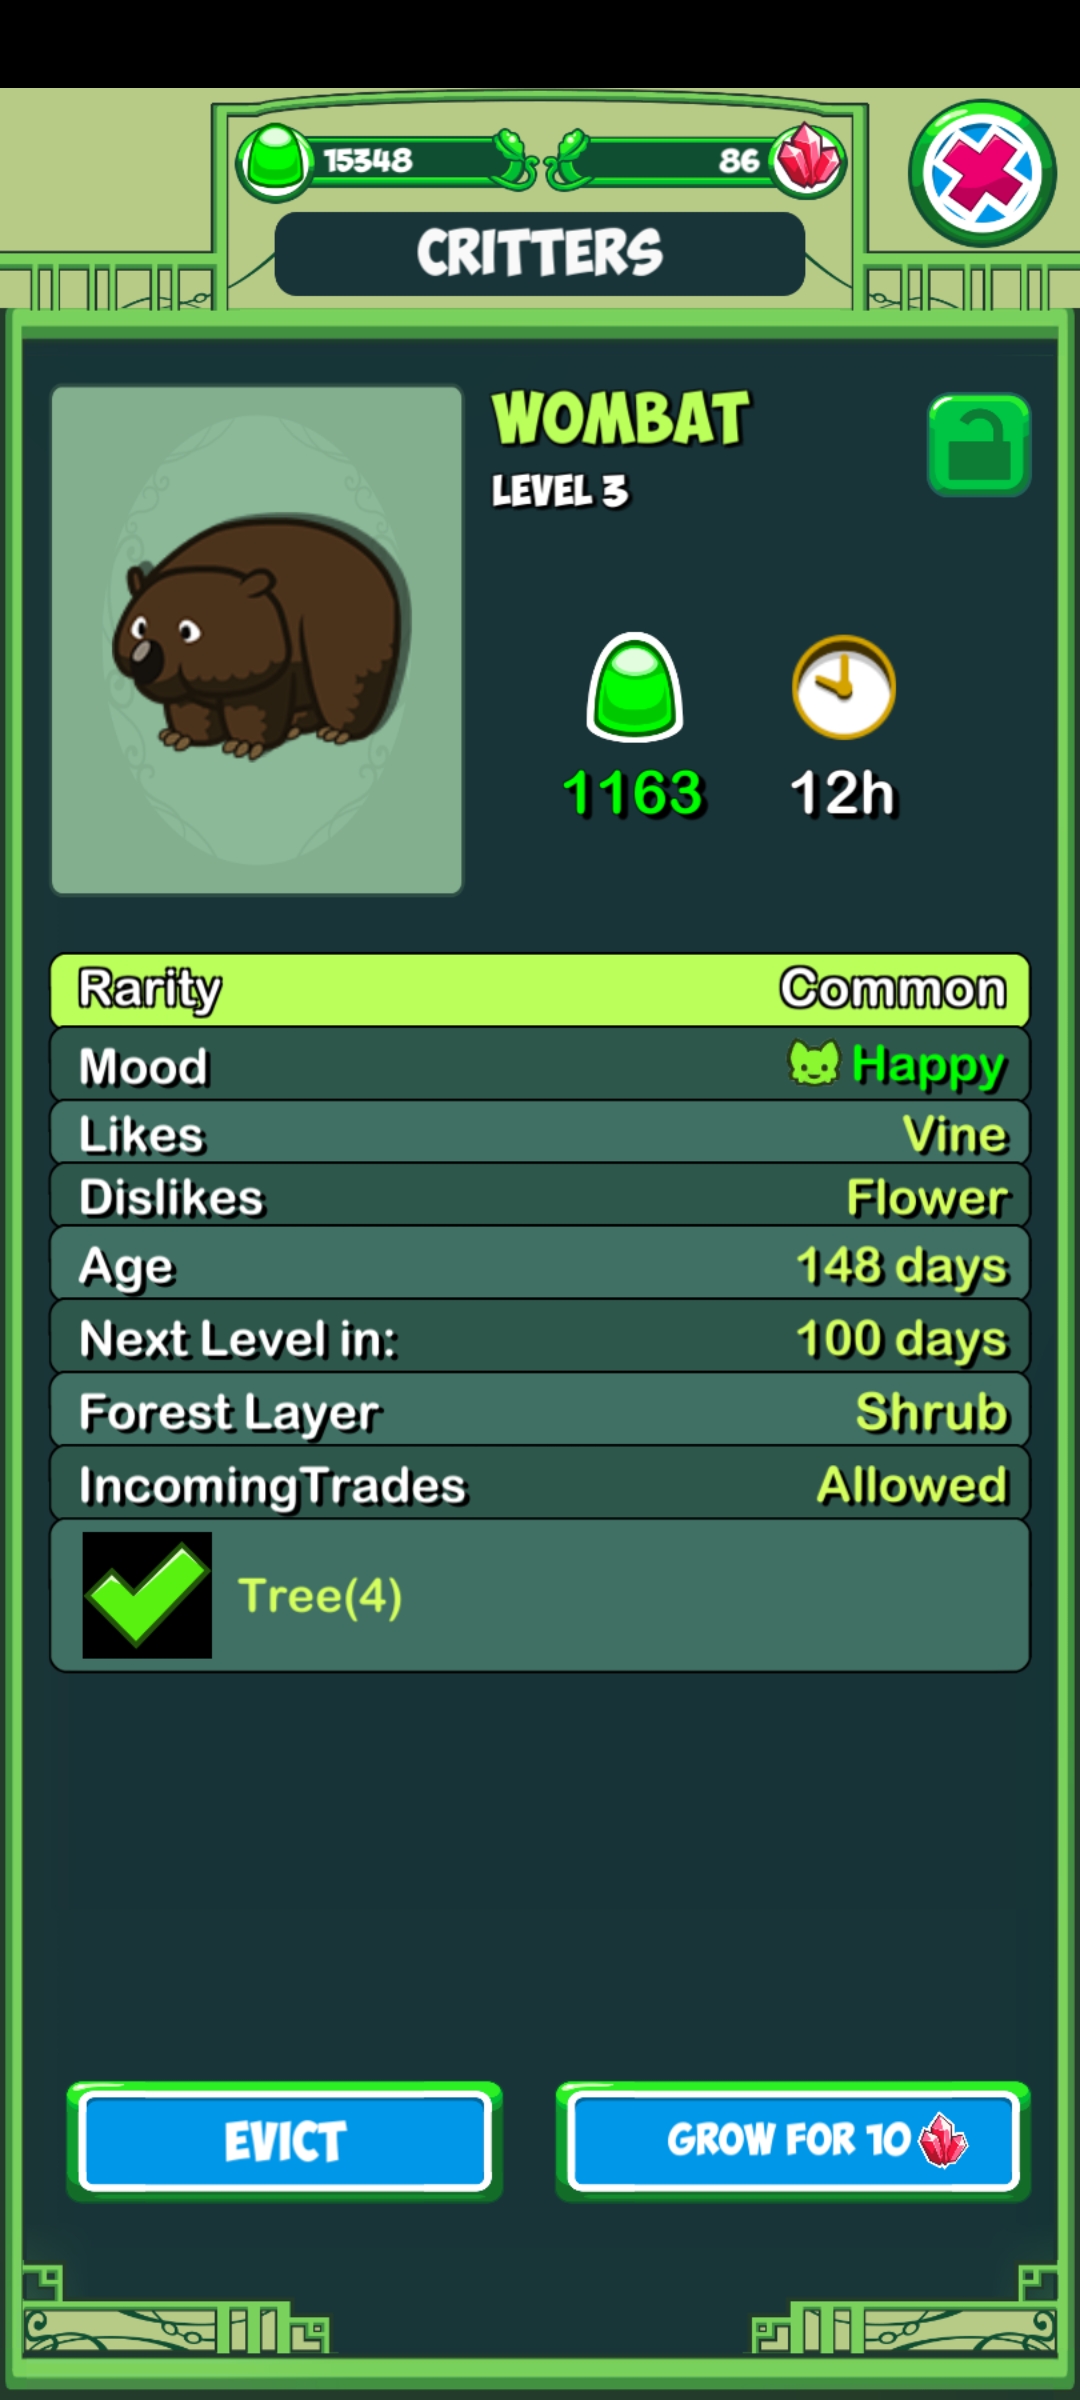 15348
86
CRITTERS
WOMBAT
LEVEL 3
1163
12h
Rarity Common
Mood Happy
Likes Vine
Dislikes Flower
Age 148 days
Next Level in: 100 days
Forest Layer Shrub
IncomingTrades Allowed
Tree(4)
EVICT
GROW FOR 10